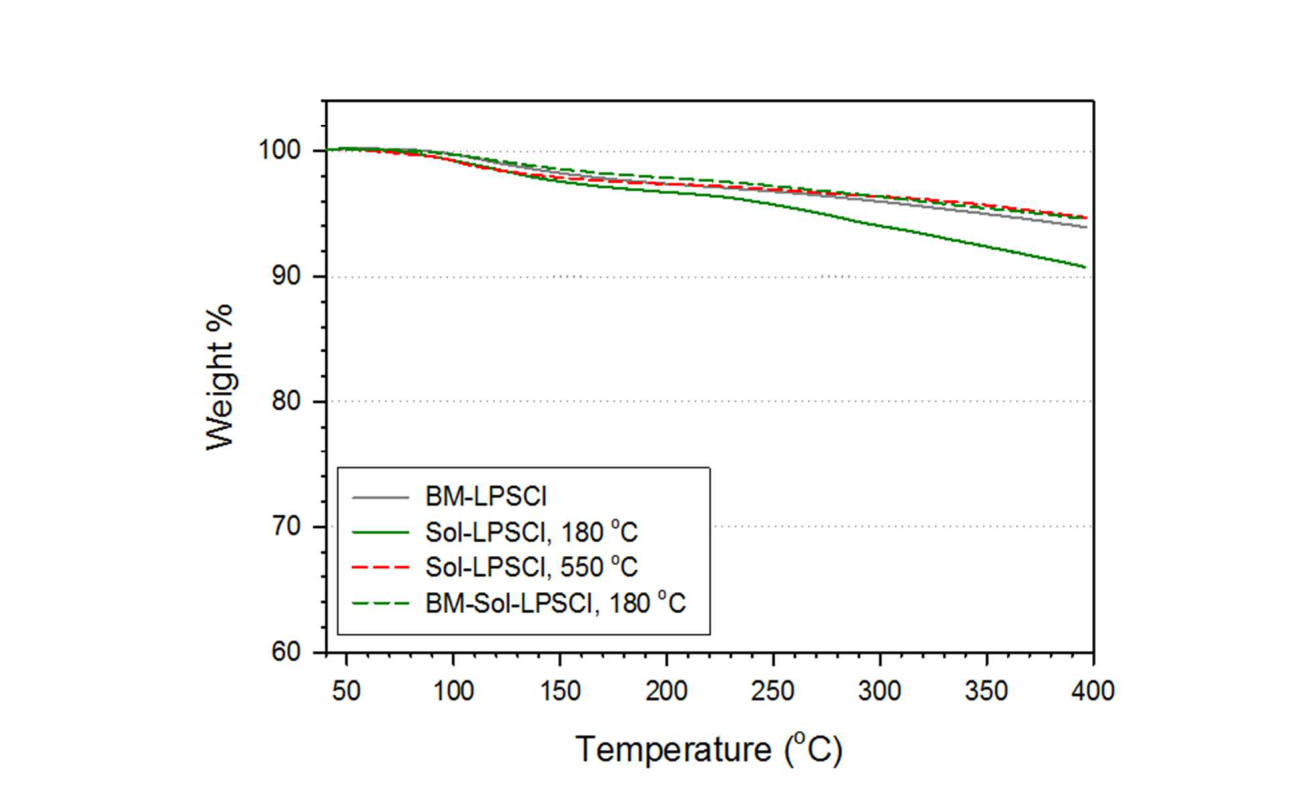 100
90
80
70
60
Weight %
BM-LPSCl
Sol-LPSCl, 180 °C
Sol-LPSCl, 550 °C
BM-Sol-LPSCl, 180 °C
50 100 150 200 250 300 350 400
Temperature (°C)